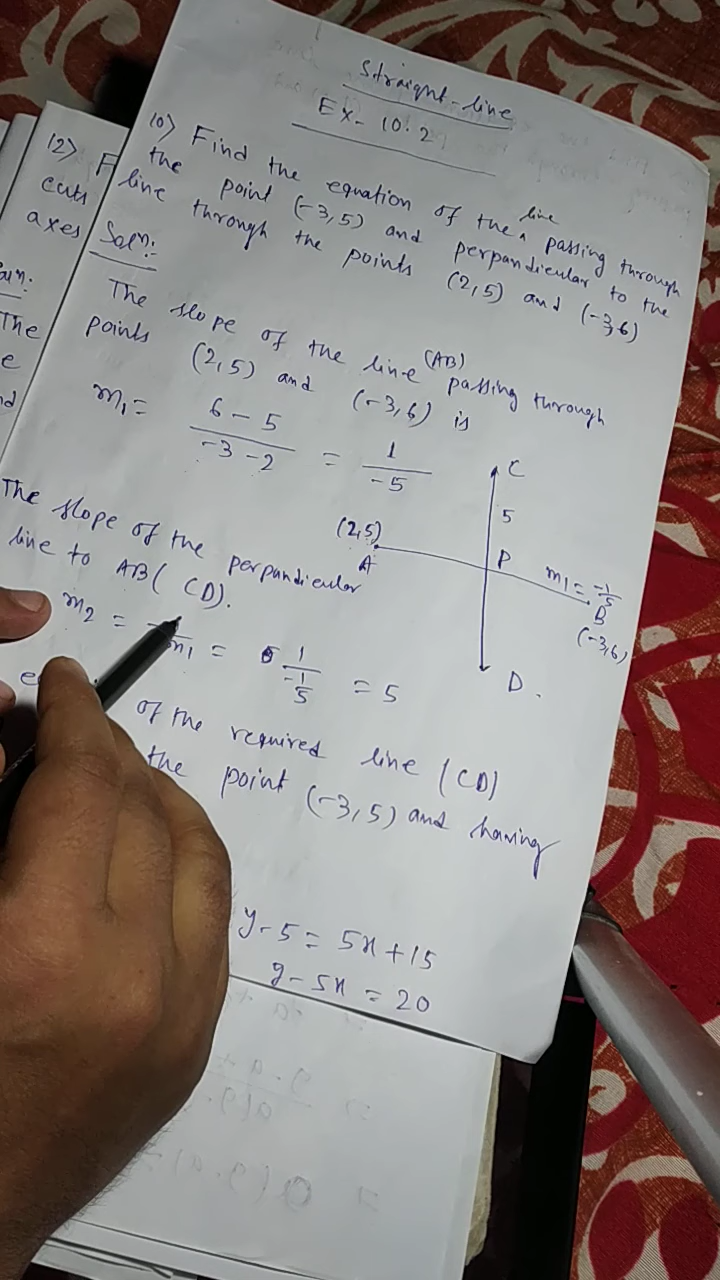 Straight-line
Ex- 10.2
10) Find the equation of the line passing through
the point (-3,5) and perpandicular to the
line through the points (2,5) and (-3,6)
Soln:
The slope of the line (AB) passing through
points (2,5) and (-3,6) is
m1 = 6-5 / -3-2 = 1 / -5
The slope of the perpandicular
line to AB( CD).
m2 = m1 = 1 / -1/5 = 5
of the required line (CD)
the point (-3,5) and having
y-5 = 5x+15
y-5x = 20
C
5
P
(2,5)
A
m1 = -1/5
B
(-3,6)
D.
12) F
cuts
axes
The
e